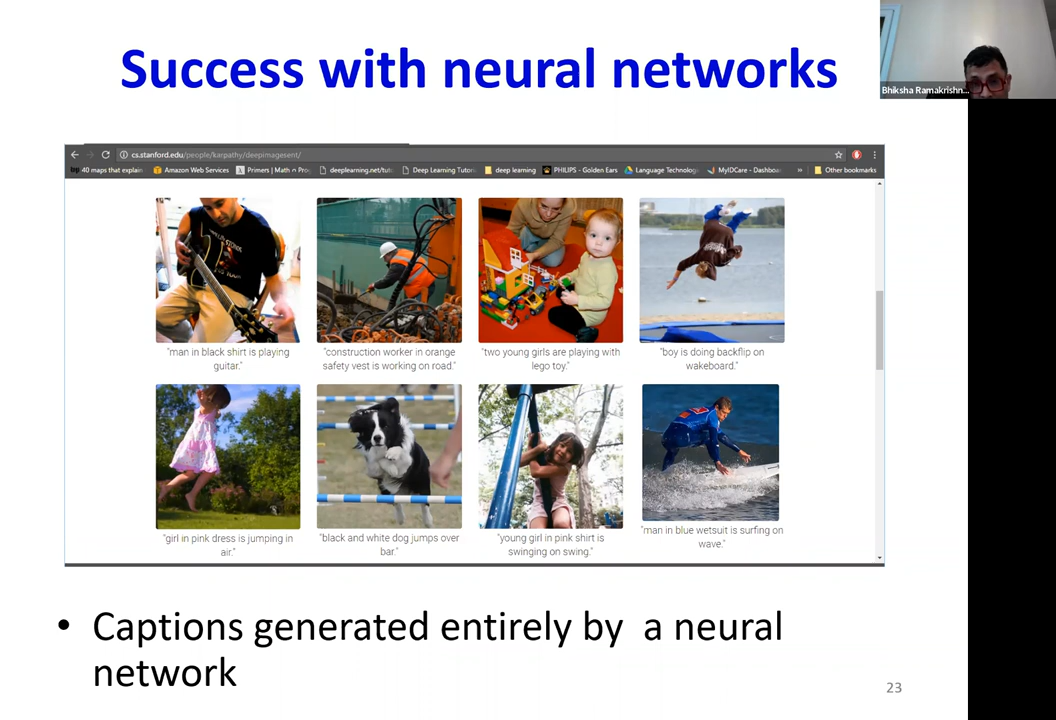 Success with neural networks
Bhiksha Ramakrishn...
cs.stanford.edu/people/karpathy/deepimagesent/
40 maps that explain Amazon Web Services Primers | Math ∩ Prog deeplearning.net/tuto Deep Learning Tutori deep learning PHILIPS - Golden Ears Language Technolog MyIDCare - Dashboa » Other bookmarks
"man in black shirt is playing
guitar."
"construction worker in orange
safety vest is working on road."
"two young girls are playing with
lego toy."
"boy is doing backflip on
wakeboard."
"girl in pink dress is jumping in
air."
"black and white dog jumps over
bar."
"young girl in pink shirt is
swinging on swing."
"man in blue wetsuit is surfing on
wave."
• Captions generated entirely by a neural
network
23